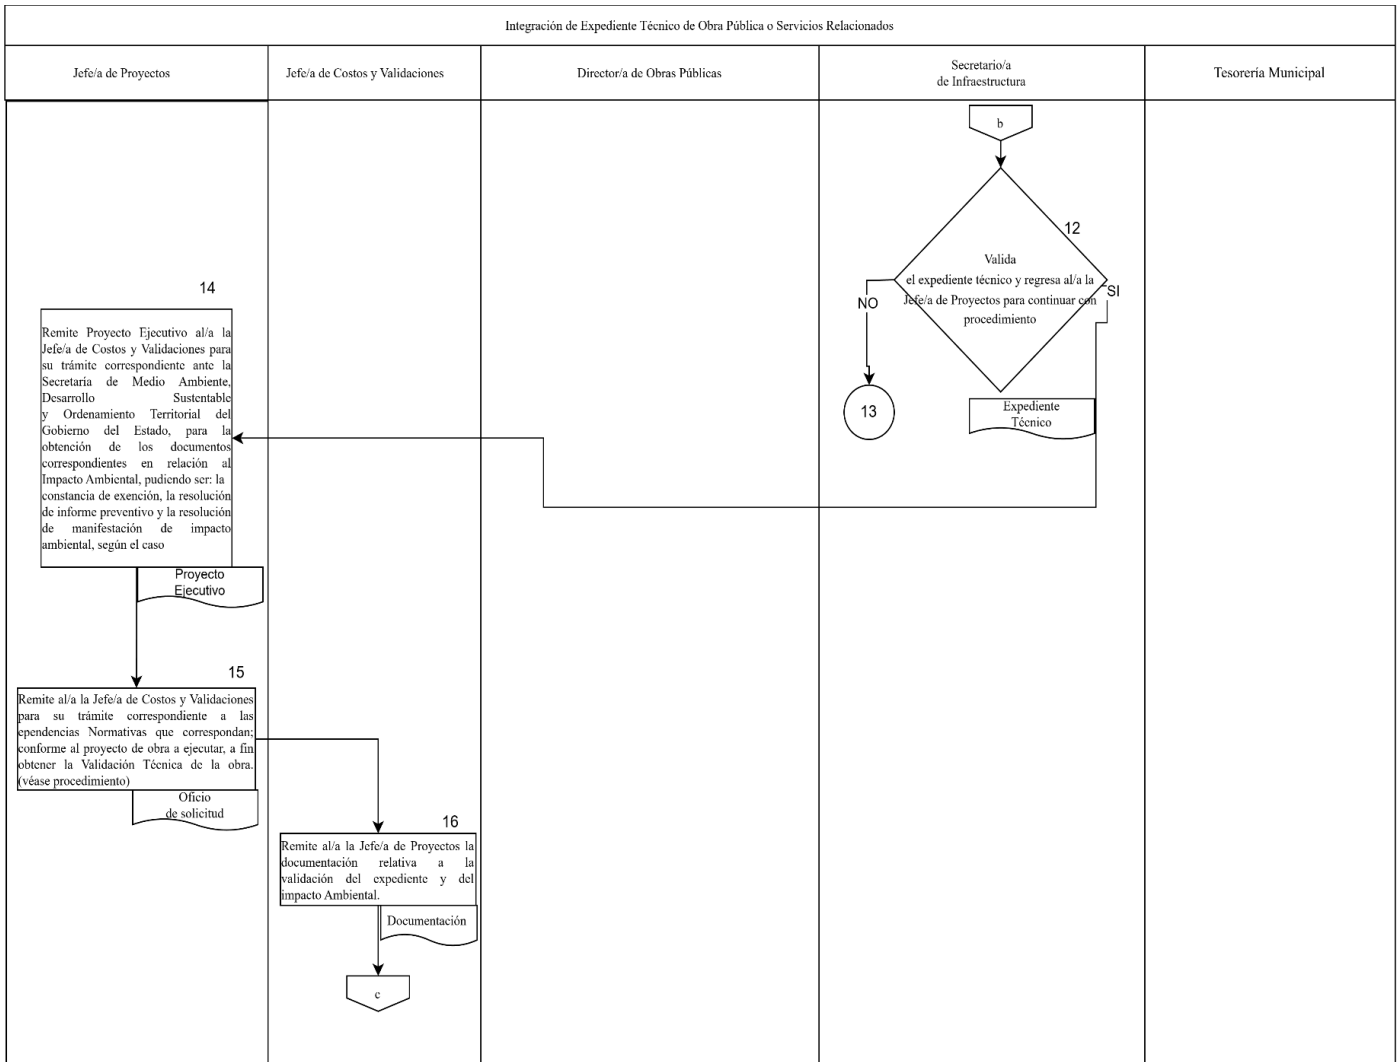 Integración de Expediente Técnico de Obra Pública o Servicios Relacionados
Jefe/a de Proyectos
Jefe/a de Costos y Validaciones
Director/a de Obras Públicas
Secretario/a
de Infraestructura
Tesorería Municipal
b
12
Valida
el expediente técnico y regresa al/a la
Jefe/a de Proyectos para continuar con
procedimiento
SI
NO
13
Expediente
Técnico
14
Remite Proyecto Ejecutivo al/a la
Jefe/a de Costos y Validaciones para
su trámite correspondiente ante la
Secretaría de Medio Ambiente,
Desarrollo Sustentable
y Ordenamiento Territorial del
Gobierno del Estado, para la
obtención de los documentos
correspondientes en relación al
Impacto Ambiental, pudiendo ser: la
constancia de exención, la resolución
de informe preventivo y la resolución
de manifestación de impacto
ambiental, según el caso
Proyecto
Ejecutivo
15
Remite al/a la Jefe/a de Costos y Validaciones
para su trámite correspondiente a las
ependencias Normativas que correspondan;
conforme al proyecto de obra a ejecutar, a fin
obtener la Validación Técnica de la obra.
(véase procedimiento)
Oficio
de solicitud
16
Remite al/a la Jefe/a de Proyectos la
documentación relativa a la
validación del expediente y del
impacto Ambiental.
Documentación
c